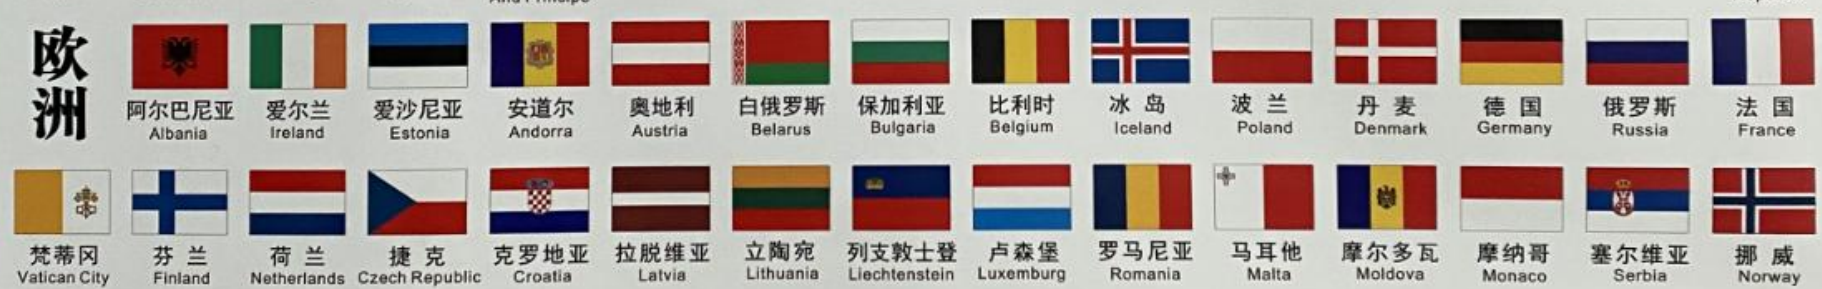 欧洲
阿尔巴尼亚 爱尔兰 爱沙尼亚 安道尔 奥地利 白俄罗斯 保加利亚 比利时 冰岛 波兰 丹麦 德国 俄罗斯 法国
Albania Ireland Estonia Andorra Austria Belarus Bulgaria Belgium Iceland Poland Denmark Germany Russia France
梵蒂冈 芬兰 荷兰 捷克 克罗地亚 拉脱维亚 立陶宛 列支敦士登 卢森堡 罗马尼亚 马耳他 摩尔多瓦 摩纳哥 塞尔维亚 挪威
Vatican City Finland Netherlands Czech Republic Croatia Latvia Lithuania Liechtenstein Luxemburg Romania Malta Moldova Monaco Serbia Norway